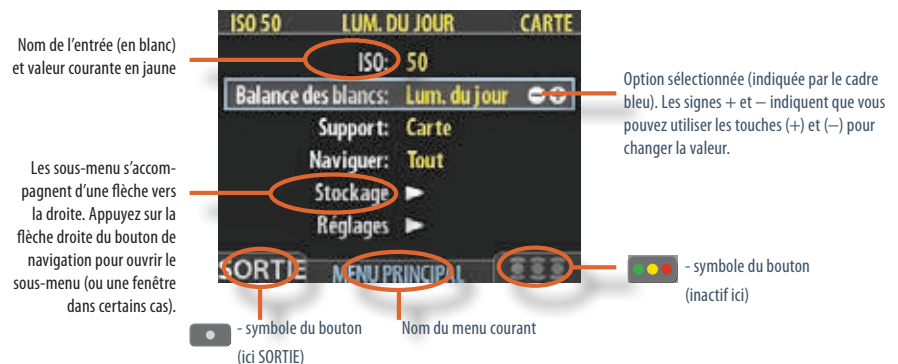 ISO 50 LUM. DU JOUR CARTE
ISO: 50
Balance des blancs: Lum. du jour
Support: Carte
Naviguer: Tout
Stockage
Réglages
SORTIE MENU PRINCIPAL
Nom de l'entrée (en blanc)
et valeur courante en jaune
Les sous-menu s'accom-
pagnent d'une flèche vers
la droite. Appuyez sur la
flèche droite du bouton de
navigation pour ouvrir le
sous-menu (ou une fenêtre
dans certains cas).
Option sélectionnée (indiquée par le cadre
bleu). Les signes + et − indiquent que vous
pouvez utiliser les touches (+) et (−) pour
changer la valeur.
- symbole du bouton
(inactif ici)
- symbole du bouton
(ici SORTIE)
Nom du menu courant